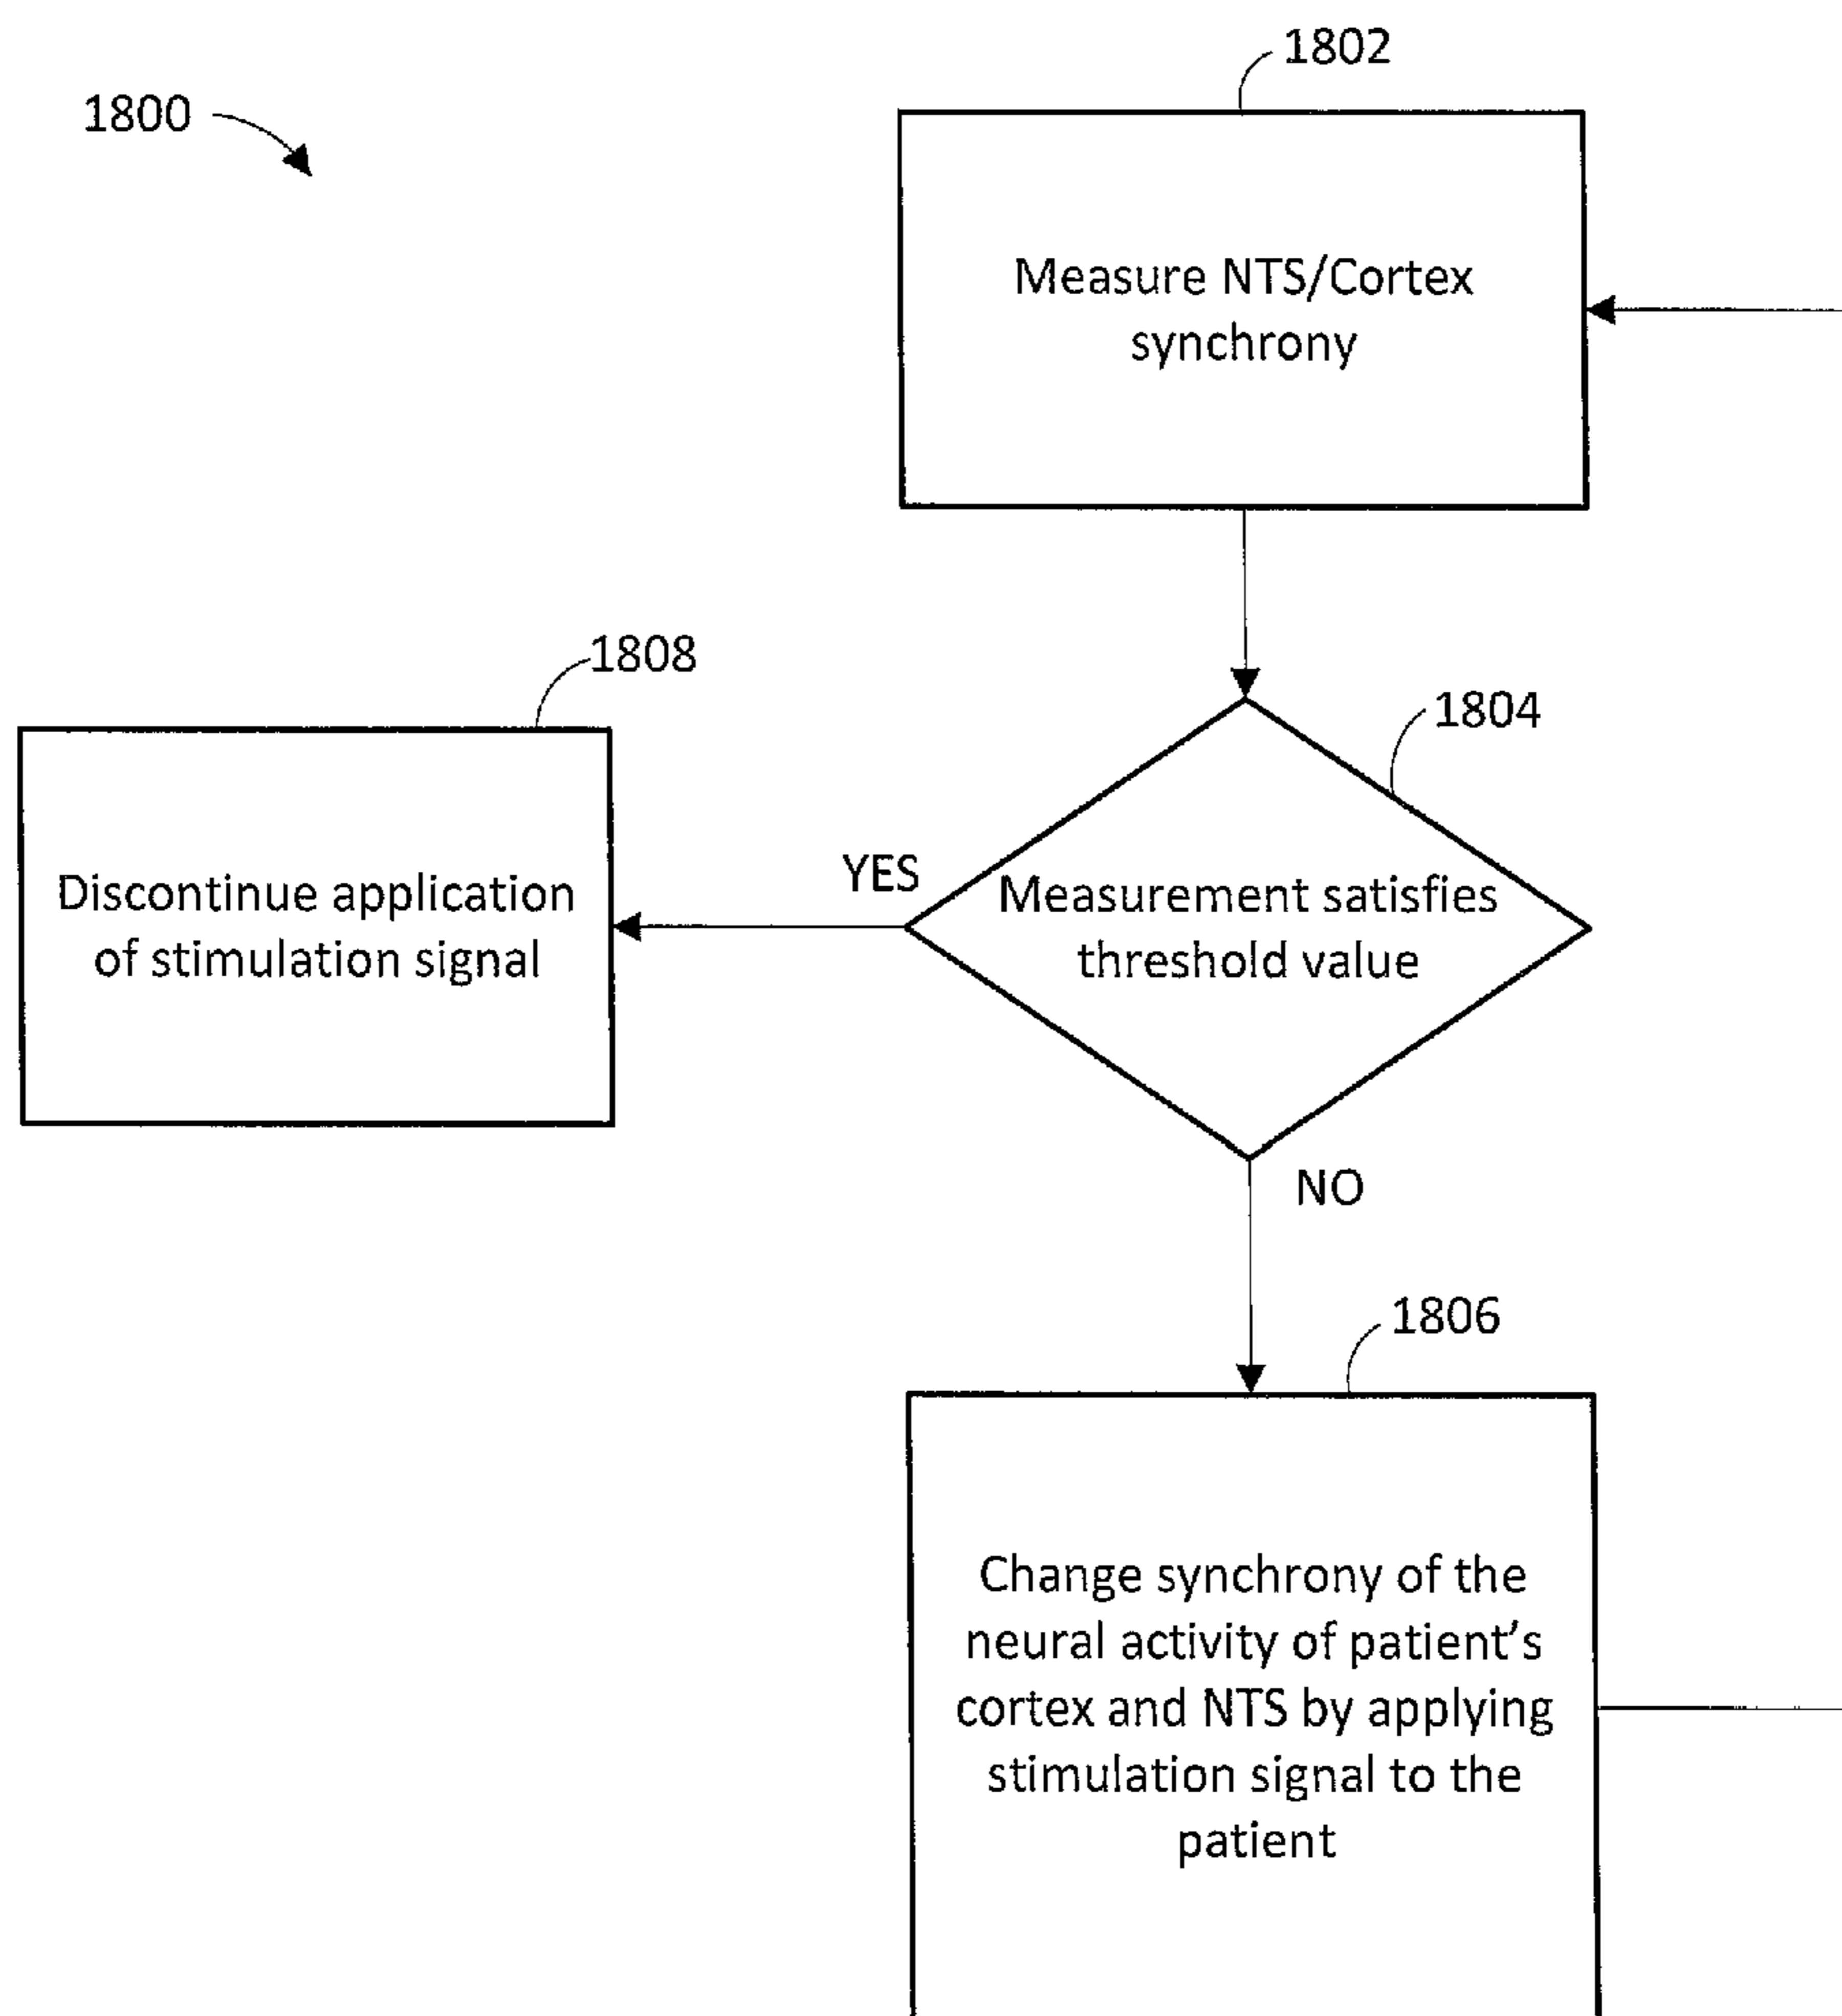 1802
1800
Measure NTS/Cortex
synchrony
1808
1804
YES
Discontinue application
of stimulation signal
Measurement satisfies
threshold value
NO
1806
Change synchrony of the
neural activity of patient's
cortex and NTS by applying
stimulation signal to the
patient